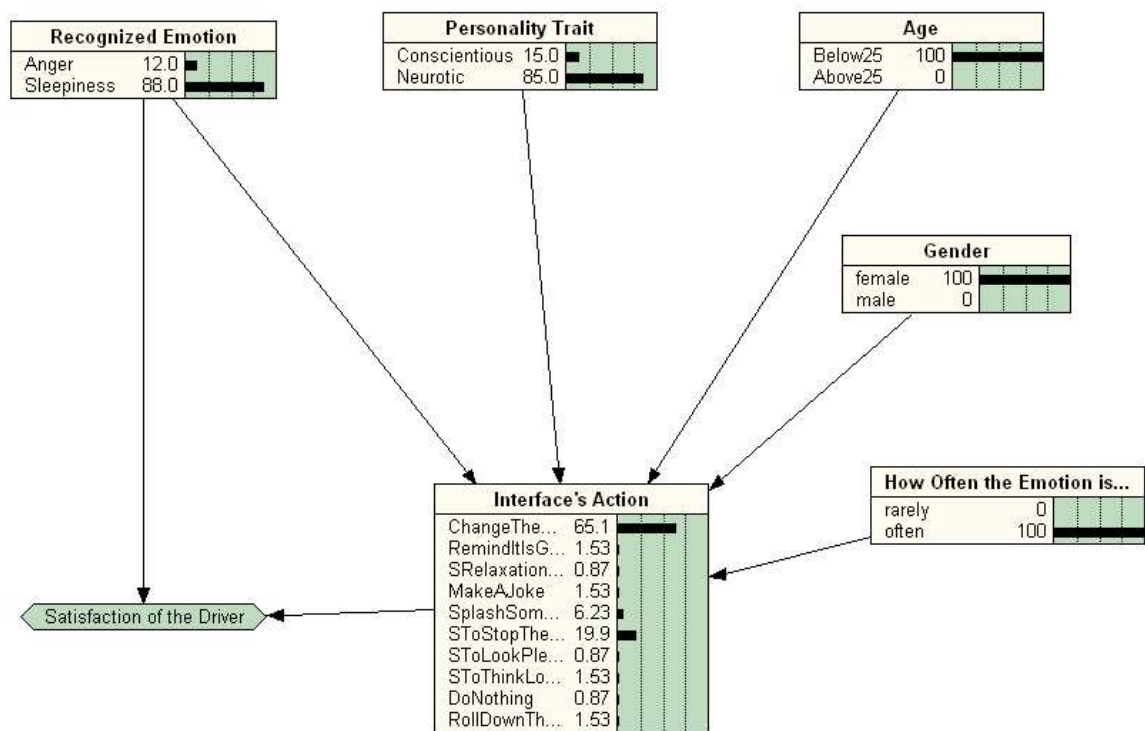 Recognized Emotion
Anger 12.0
Sleepiness 88.0
Personality Trait
Conscientious 15.0
Neurotic 85.0
Age
Below25 100
Above25 0
Gender
female 100
male 0
How Often the Emotion is...
rarely 0
often 100
Interface's Action
ChangeThe... 65.1
RemindItIsG... 1.53
SRelaxation... 0.87
MakeAJoke 1.53
SplashSom... 6.23
SToStopThe... 19.9
SToLookPle... 0.87
SToThinkLo... 1.53
DoNothing 0.87
RollDownTh... 1.53
Satisfaction of the Driver